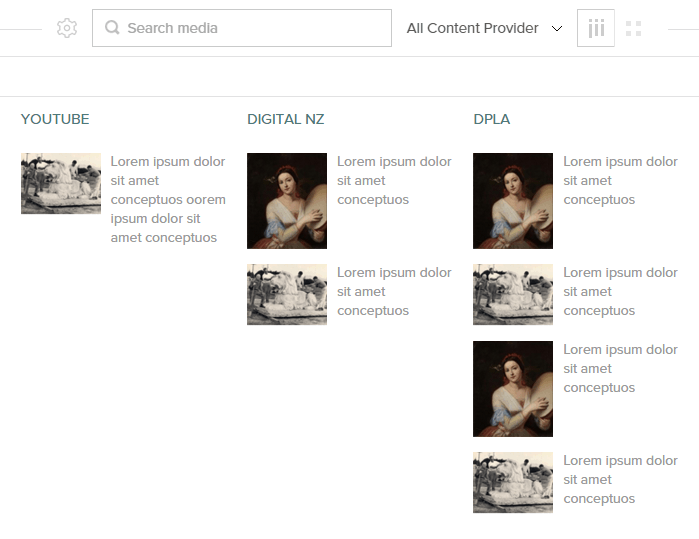 Search media
All Content Provider
YOUTUBE
Lorem ipsum dolor
sit amet
conceptuos oorem
ipsum dolor sit
amet conceptuos
DIGITAL NZ
Lorem ipsum dolor
sit amet
conceptuos
Lorem ipsum dolor
sit amet
conceptuos
DPLA
Lorem ipsum dolor
sit amet
conceptuos
Lorem ipsum dolor
sit amet
conceptuos
Lorem ipsum dolor
sit amet
conceptuos
Lorem ipsum dolor
sit amet
conceptuos